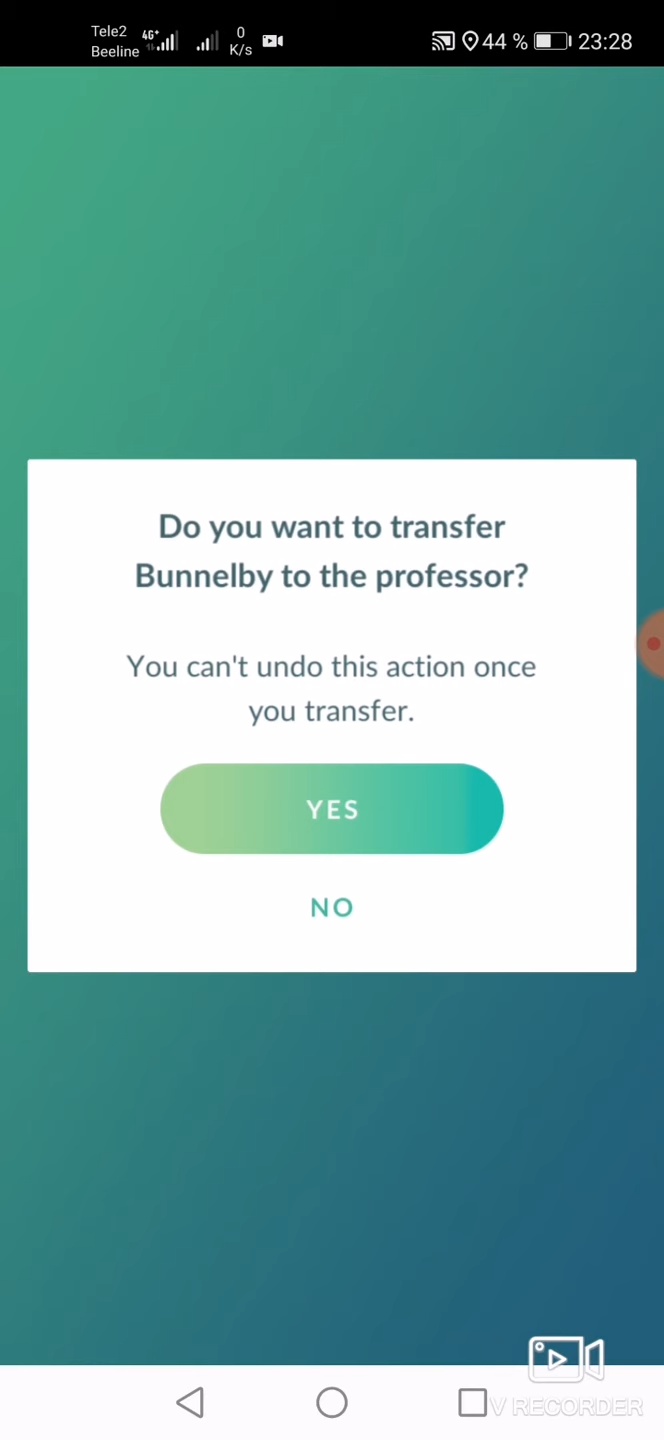 Tele2
Beeline
4G+
0
K/s
44 %
23:28
Do you want to transfer
Bunnelby to the professor?
You can't undo this action once
you transfer.
YES
NO
V RECORDER